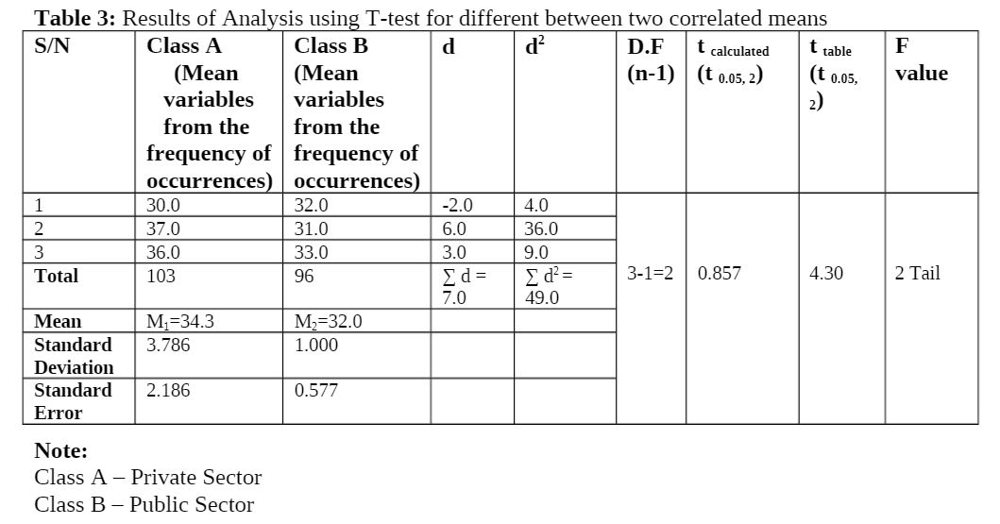 Table 3: Results of Analysis using T-test for different between two correlated means
S/N Class A (Mean variables from the frequency of occurrences) Class B (Mean variables from the frequency of occurrences) d d² D.F (n-1) t calculated (t 0.05, 2) t table (t 0.05, 2) F value
1 30.0 32.0 -2.0 4.0
2 37.0 31.0 6.0 36.0
3 36.0 33.0 3.0 9.0
Total 103 96 ∑ d = 7.0 ∑ d² = 49.0 3-1=2 0.857 4.30 2 Tail
Mean M₁=34.3 M₂=32.0
Standard Deviation 3.786 1.000
Standard Error 2.186 0.577
Note:
Class A – Private Sector
Class B – Public Sector